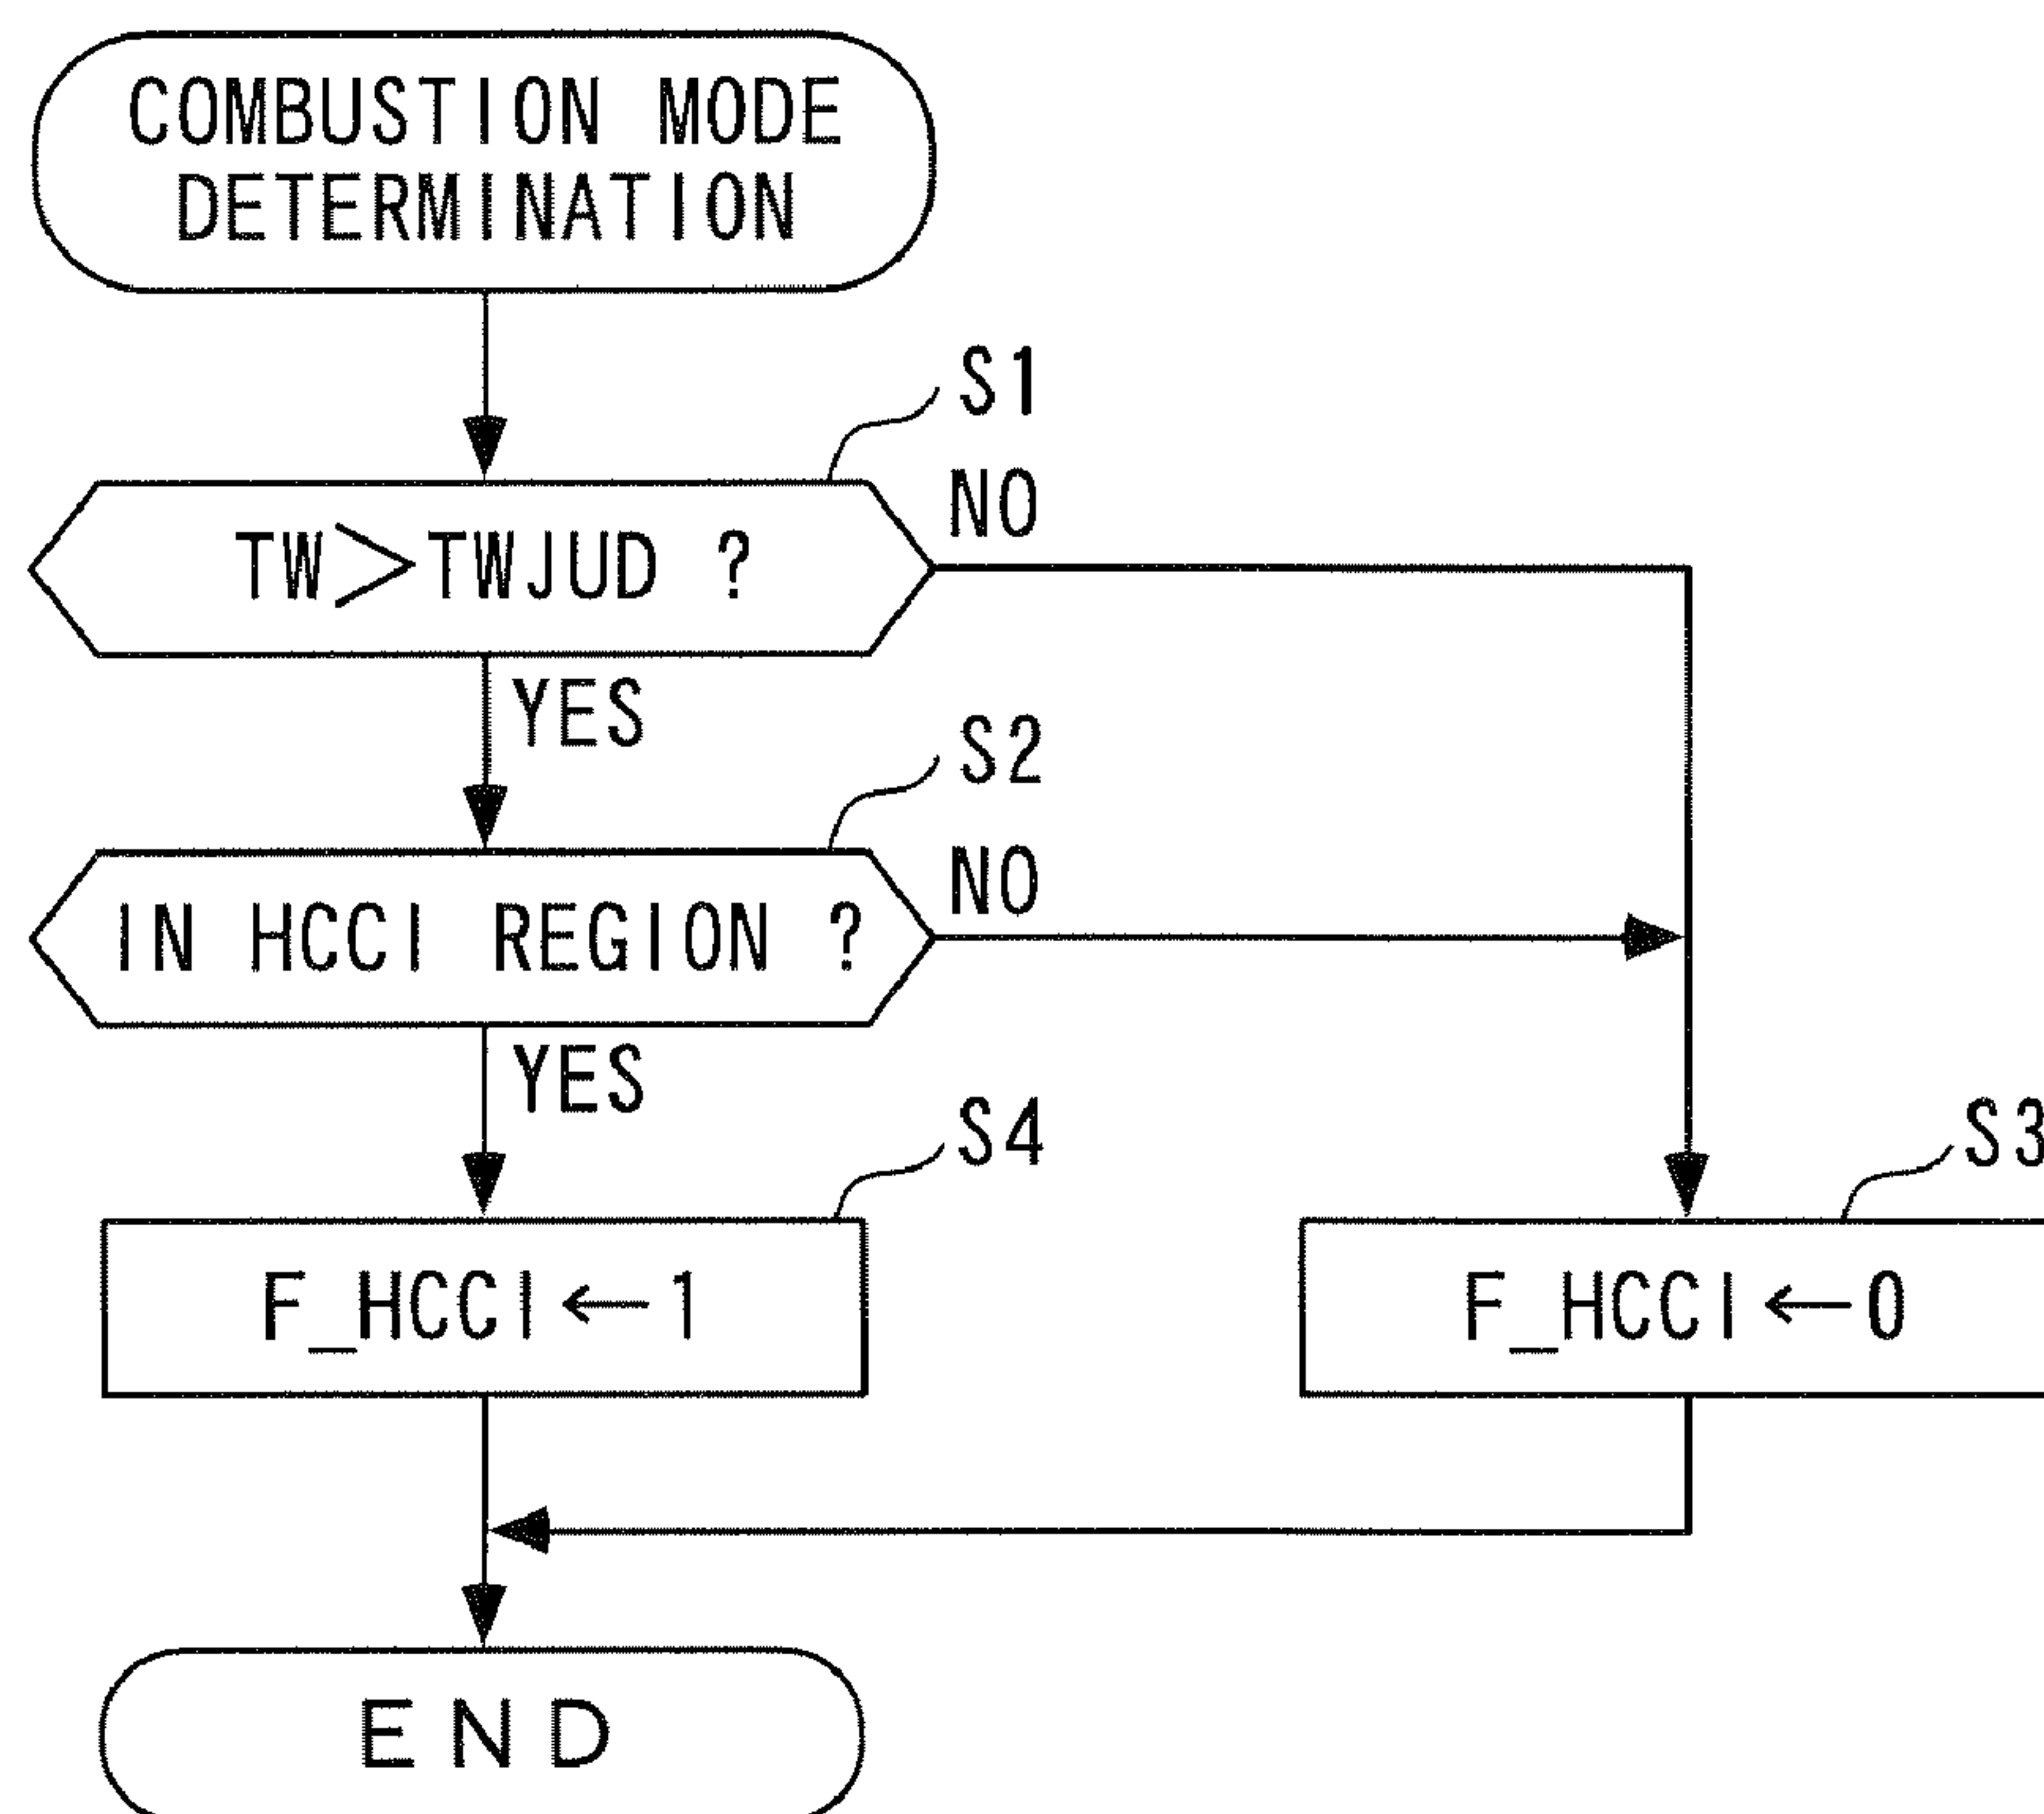 COMBUSTION MODE
DETERMINATION
S1
TW>TWJUD ?
NO
YES
S2
IN HCCI REGION ?
NO
YES
S4
F_HCCI←1
S3
F_HCCI←0
END